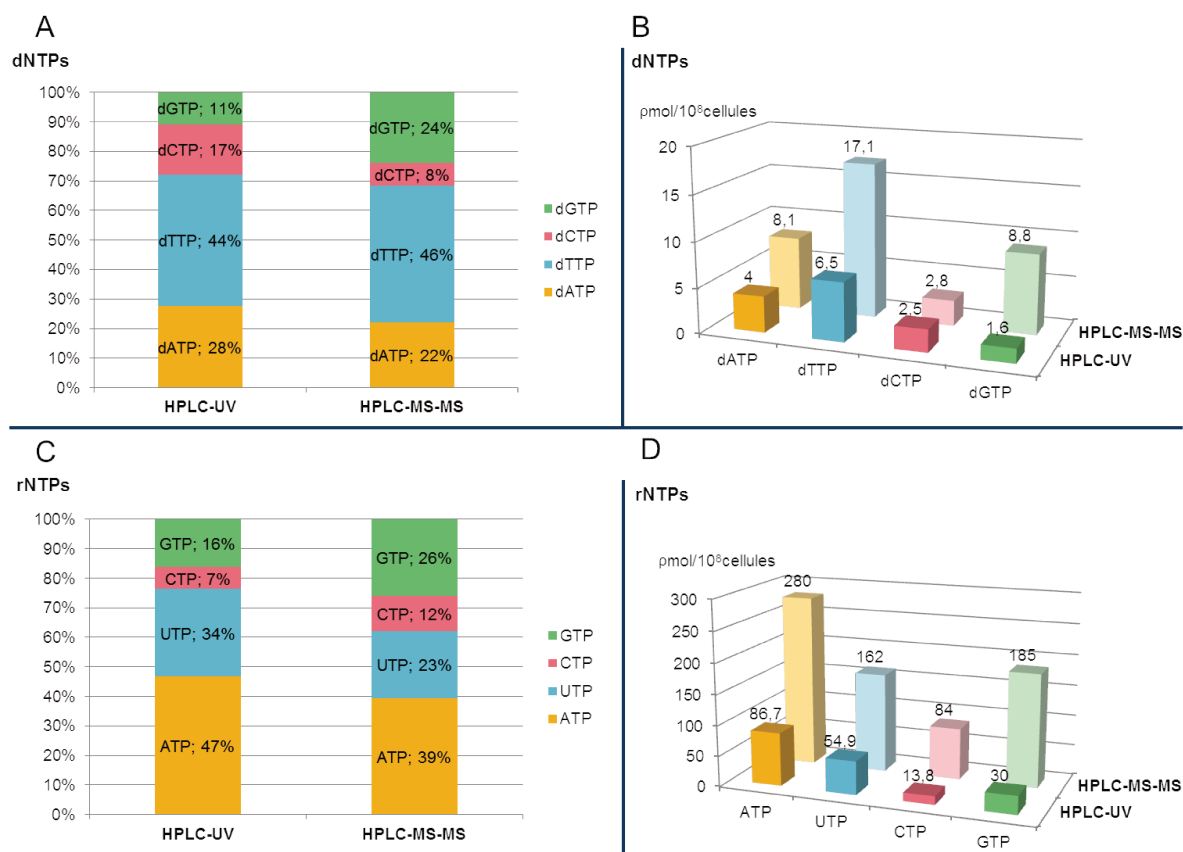 A
dNTPs
100%
90%
80%
70%
60%
50%
40%
30%
20%
10%
0%
dGTP; 11%
dCTP; 17%
dTTP; 44%
dATP; 28%
dGTP; 24%
dCTP; 8%
dTTP; 46%
dATP; 22%
HPLC-UV
HPLC-MS-MS
dGTP
dCTP
dTTP
dATP
B
dNTPs
ρmol/10⁸cellules
20
15
10
5
0
8,1
17,1
2,8
8,8
4
6,5
2,5
1,6
dATP
dTTP
dCTP
dGTP
HPLC-MS-MS
HPLC-UV
C
rNTPs
100%
90%
80%
70%
60%
50%
40%
30%
20%
10%
0%
GTP; 16%
CTP; 7%
UTP; 34%
ATP; 47%
GTP; 26%
CTP; 12%
UTP; 23%
ATP; 39%
HPLC-UV
HPLC-MS-MS
GTP
CTP
UTP
ATP
D
rNTPs
ρmol/10⁸cellules
300
250
200
150
100
50
0
280
162
84
185
86,7
54,9
13,8
30
ATP
UTP
CTP
GTP
HPLC-MS-MS
HPLC-UV